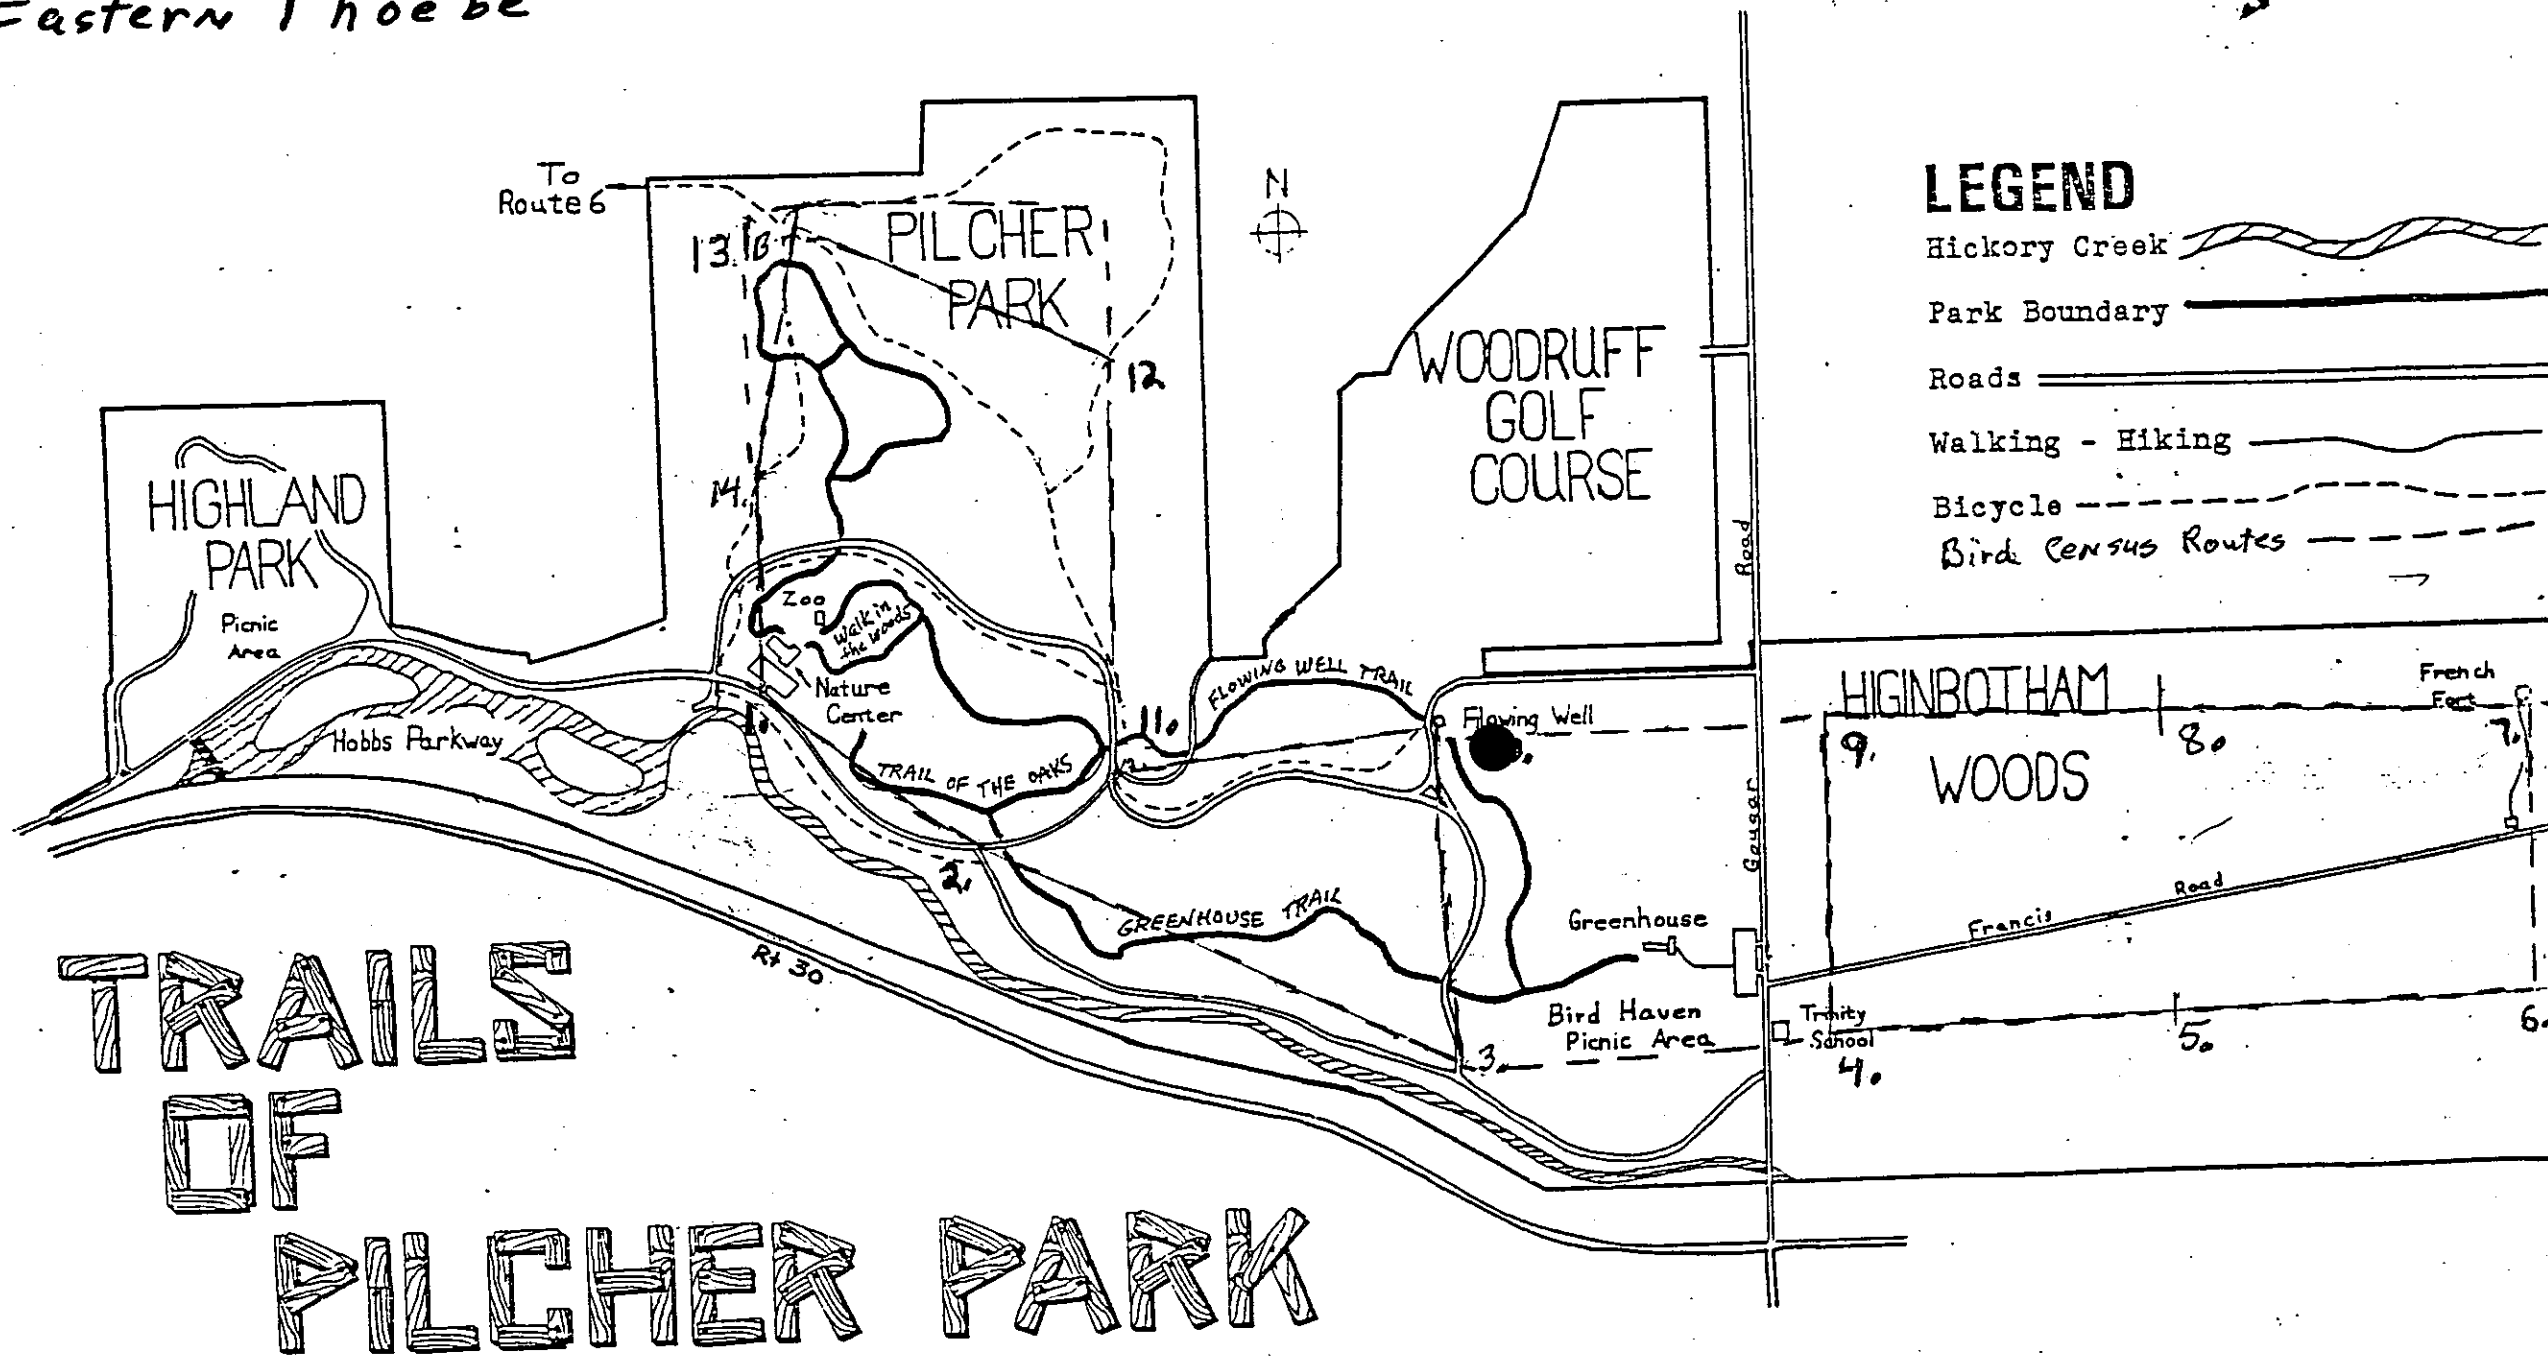 Eastern Phoebe
To
Route 6
N
PILCHER
PARK
13.
B
12
14.
WOODRUFF
GOLF
COURSE
LEGEND
Hickory Creek
Park Boundary
Roads
Walking - Hiking
Bicycle
Bird Census Routes
HIGHLAND
PARK
Picnic
Area
Zoo
Walk in
the Woods
Nature
Center
1.
Hobbs Parkway
TRAIL OF THE OAKS
11.
FLOWING WELL TRAIL
Flowing Well
Road
Gougar
HIGINBOTHAM
WOODS
French
Fort
7.
8.
9.
2.
GREENHOUSE TRAIL
Greenhouse
Francis Road
Rt 30
Bird Haven
Picnic Area
Trinity
School
3.
4.
5.
6.
TRAILS
OF
PILCHER PARK